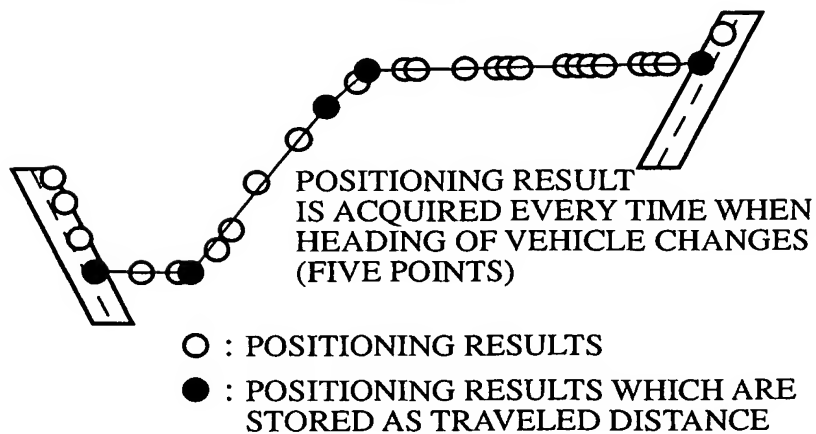 POSITIONING RESULT
IS ACQUIRED EVERY TIME WHEN
HEADING OF VEHICLE CHANGES
(FIVE POINTS)
: POSITIONING RESULTS
: POSITIONING RESULTS WHICH ARE
STORED AS TRAVELED DISTANCE